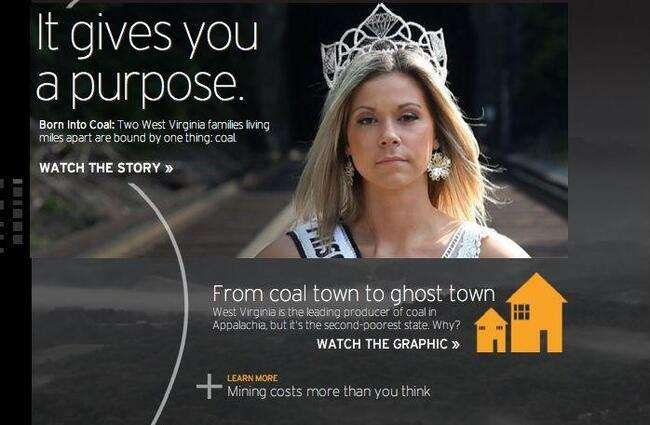 It gives you
a purpose.
Born Into Coal: Two West Virginia families living
miles apart are bound by one thing: coal.
WATCH THE STORY »
From coal town to ghost town
West Virginia is the leading producer of coal in
Appalachia, but it's the second-poorest state. Why?
WATCH THE GRAPHIC »
LEARN MORE
Mining costs more than you think